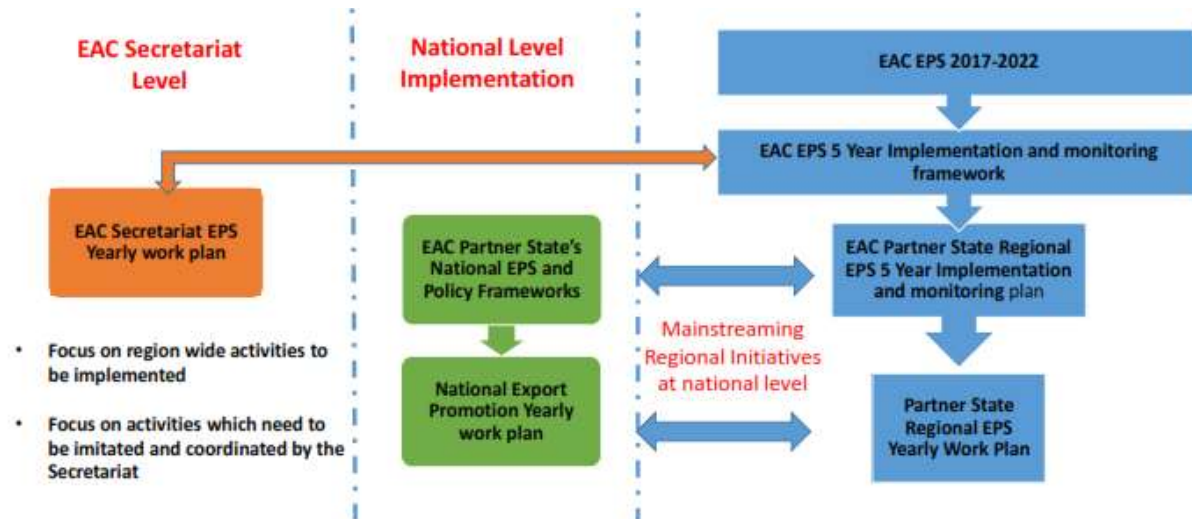 EAC Secretariat
Level
EAC Secretariat EPS
Yearly work plan
• Focus on region wide activities to
be implemented
• Focus on activities which need to
be imitated and coordinated by the
Secretariat
National Level
Implementation
EAC Partner State's
National EPS and
Policy Frameworks
National Export
Promotion Yearly
work plan
Mainstreaming
Regional Initiatives
at national level
EAC EPS 2017-2022
EAC EPS 5 Year Implementation and monitoring
framework
EAC Partner State Regional
EPS 5 Year Implementation
and monitoring plan
Partner State
Regional EPS
Yearly Work Plan